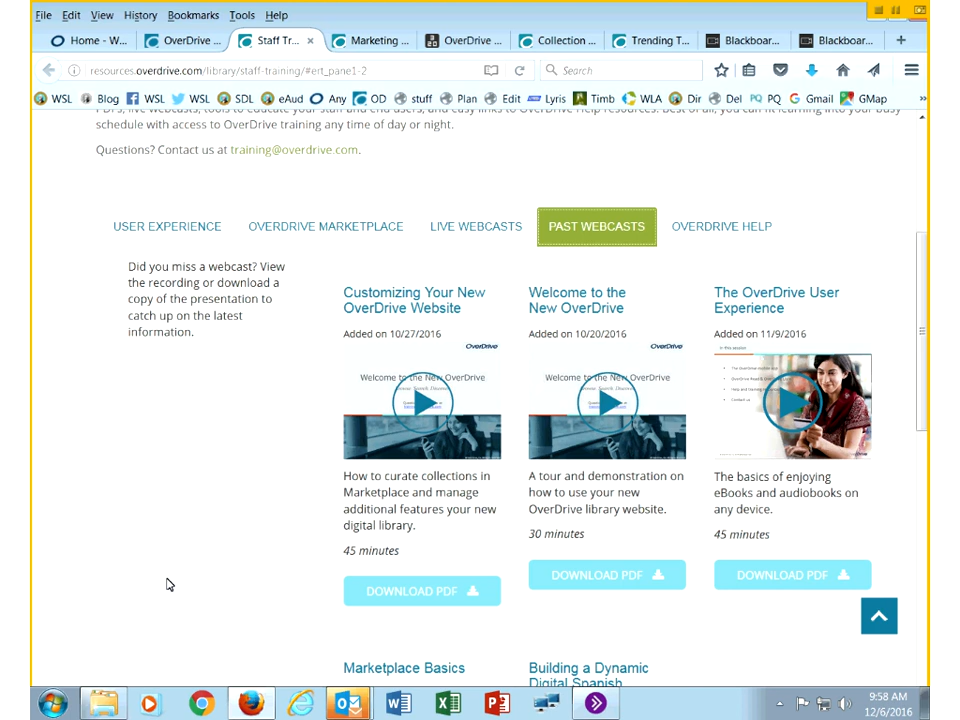 File Edit View History Bookmarks Tools Help
Home - W... OverDrive ... Staff Tr... × Marketing ... OverDrive ... Collection ... Trending T... Blackboar... Blackboar... +
resources.overdrive.com/library/staff-training/#ert_pane1-2 Search
WSL Blog WSL WSL SDL eAud Any OD stuff Plan Edit Lyris Timb WLA Dir Del PQ PQ Gmail GMap »
schedule with access to OverDrive training any time of day or night.
Questions? Contact us at training@overdrive.com.
USER EXPERIENCE OVERDRIVE MARKETPLACE LIVE WEBCASTS PAST WEBCASTS OVERDRIVE HELP
Did you miss a webcast? View
the recording or download a
copy of the presentation to
catch up on the latest
information.
Customizing Your New
OverDrive Website
Added on 10/27/2016
OverDrive
Welcome to the New OverDrive
How to curate collections in
Marketplace and manage
additional features your new
digital library.
45 minutes
DOWNLOAD PDF
Welcome to the
New OverDrive
Added on 10/20/2016
OverDrive
Welcome to the New OverDrive
A tour and demonstration on
how to use your new
OverDrive library website.
30 minutes
DOWNLOAD PDF
The OverDrive User
Experience
Added on 11/9/2016
In this session
Contact us
The basics of enjoying
eBooks and audiobooks on
any device.
45 minutes
DOWNLOAD PDF
Marketplace Basics
Building a Dynamic
Digital Spanish
9:58 AM
12/6/2016